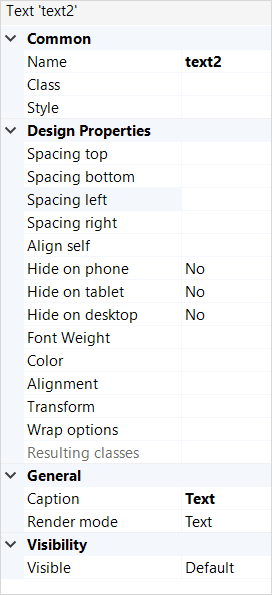 Text 'text2'
Common
Name text2
Class
Style
Design Properties
Spacing top
Spacing bottom
Spacing left
Spacing right
Align self
Hide on phone No
Hide on tablet No
Hide on desktop No
Font Weight
Color
Alignment
Transform
Wrap options
Resulting classes
General
Caption Text
Render mode Text
Visibility
Visible Default